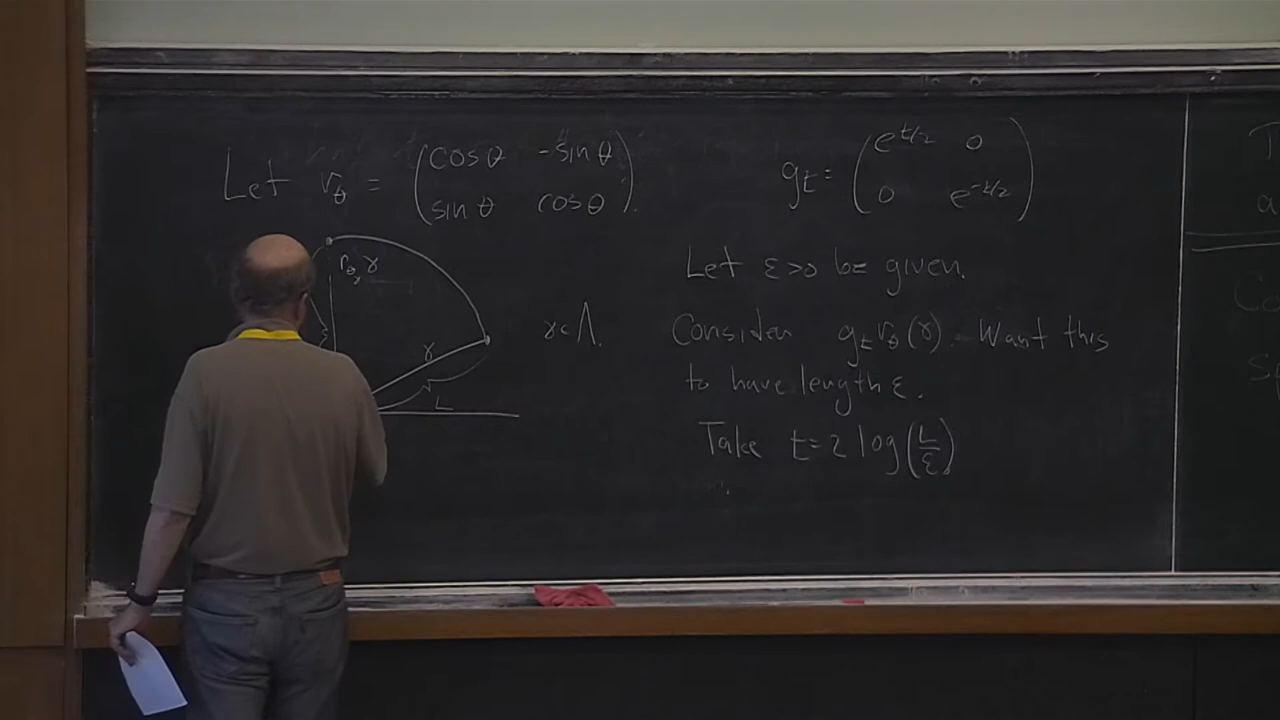 Let r_θ = (cos θ -sin θ
sin θ cos θ).
g_t = (e^{t/2} 0
0 e^{-t/2})
r_θ γ
γ
L
γ ∈ Λ.
Let ε>0 be given.
Consider g_t r_θ(γ). Want this
to have length ε.
Take t = 2 log(L/ε)